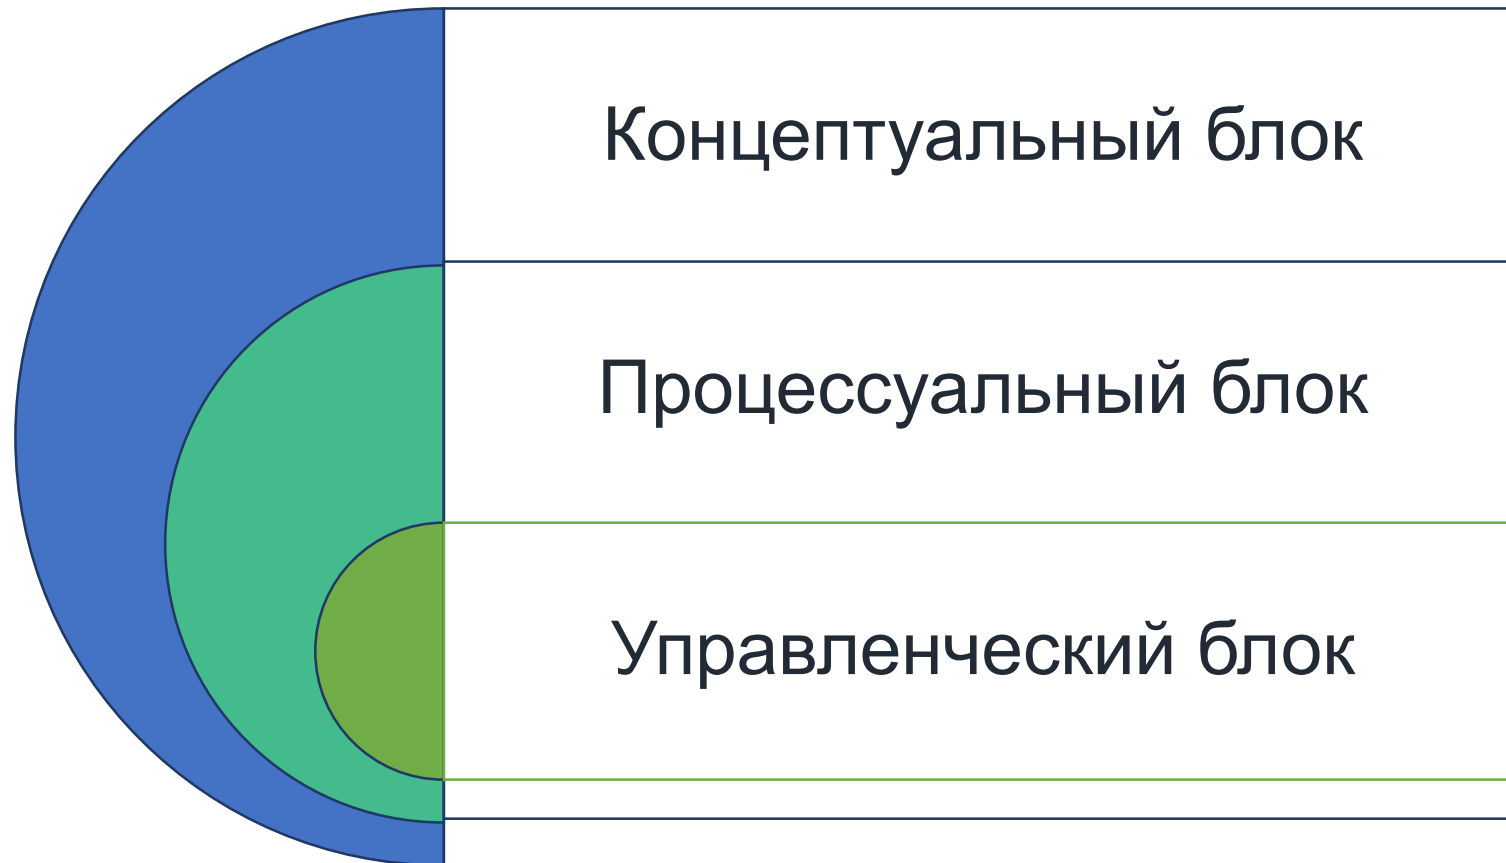 Концептуальный блок
Процессуальный блок
Управленческий блок